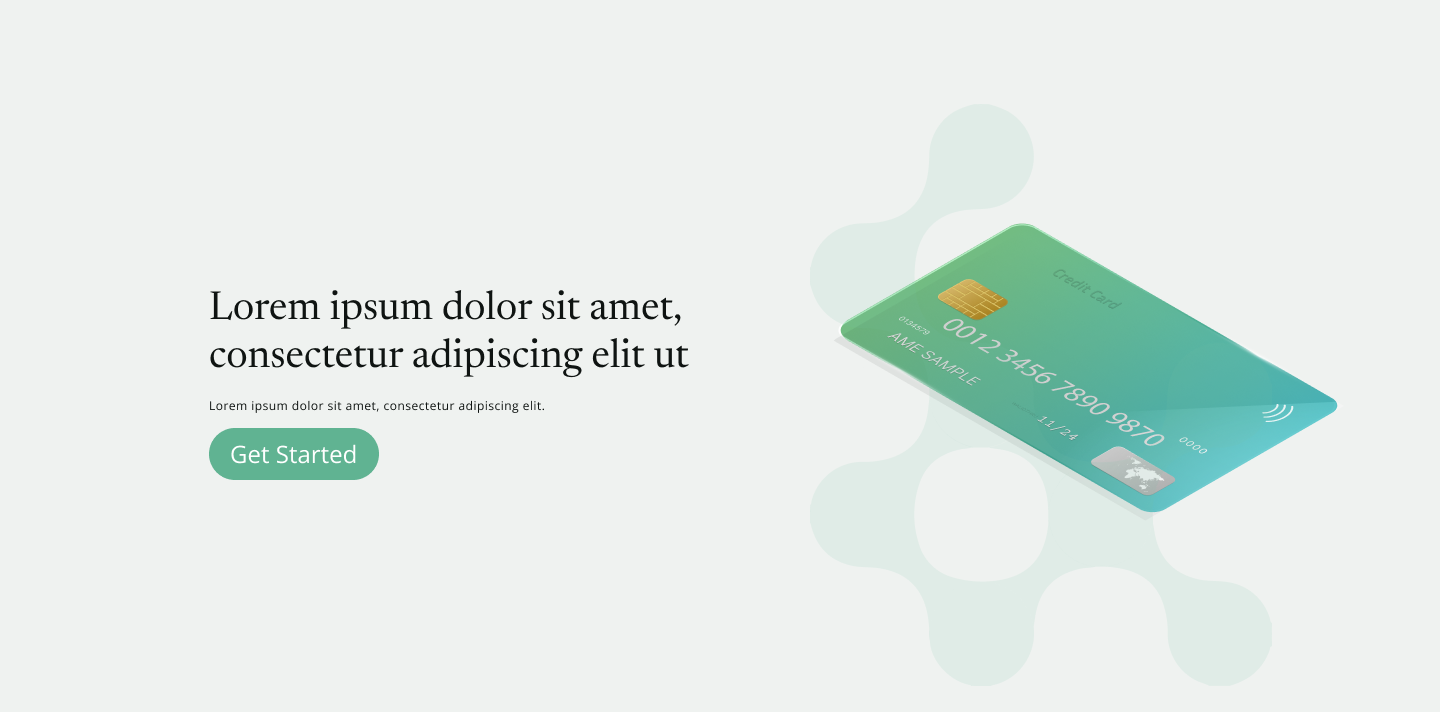 Lorem ipsum dolor sit amet,
consectetur adipiscing elit ut
Lorem ipsum dolor sit amet, consectetur adipiscing elit.
Get Started
Credit Card
0012 3456 7890 9870
AME SAMPLE
11/24
0000